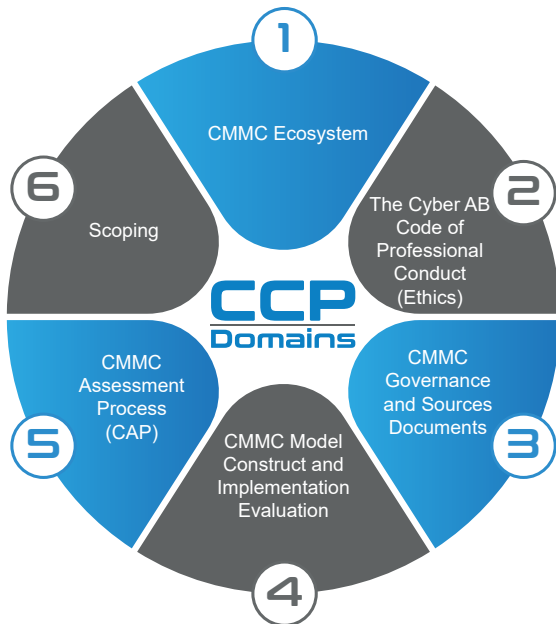 1
CMMC Ecosystem
2
The Cyber AB
Code of
Professional
Conduct
(Ethics)
3
CMMC
Governance
and Sources
Documents
4
CMMC Model
Construct and
Implementation
Evaluation
5
CMMC
Assessment
Process
(CAP)
6
Scoping
CCP
Domains